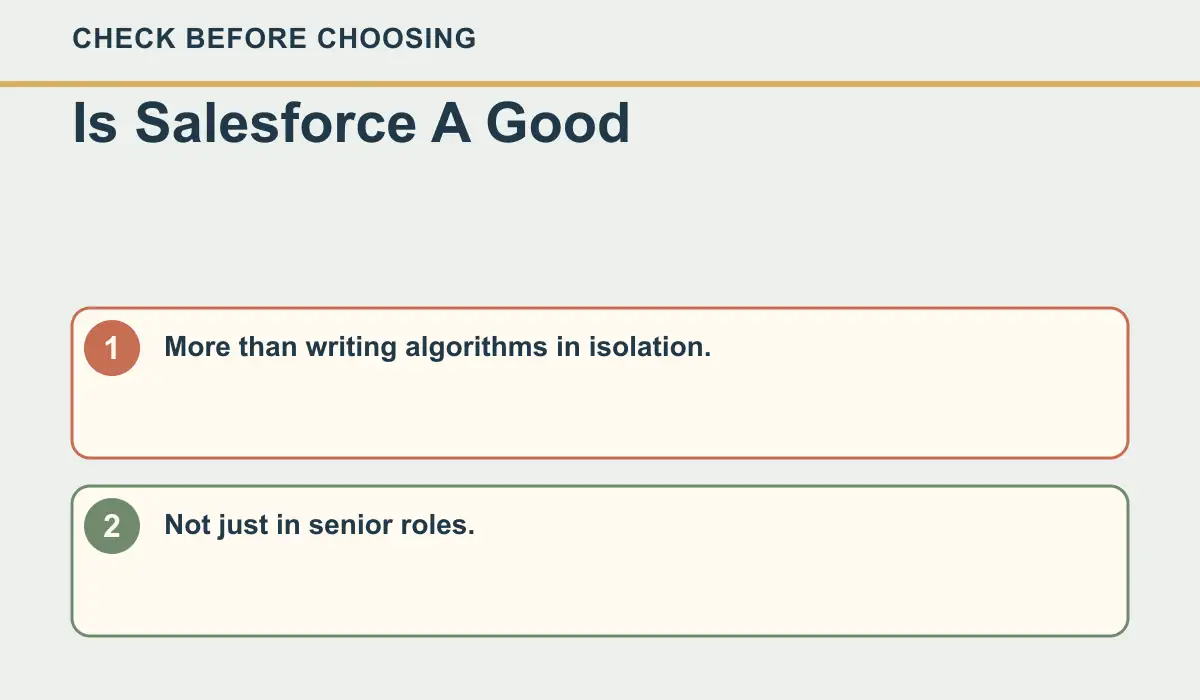 CHECK BEFORE CHOOSING
Is Salesforce A Good
1 More than writing algorithms in isolation.
2 Not just in senior roles.